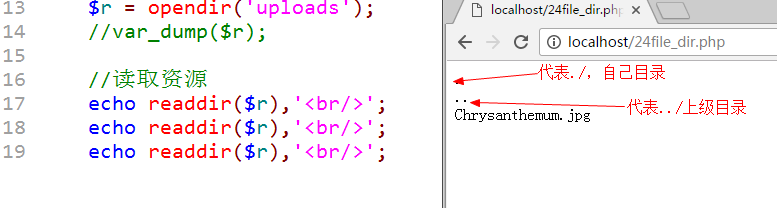 13 $r = opendir('uploads');
14 //var_dump($r);
15
16 //读取资源
17 echo readdir($r),'<br/>';
18 echo readdir($r),'<br/>';
19 echo readdir($r),'<br/>';
localhost/24file_dir.php
localhost/24file_dir.php
代表./，自己目录
.
..
代表../上级目录
Chrysanthemum.jpg